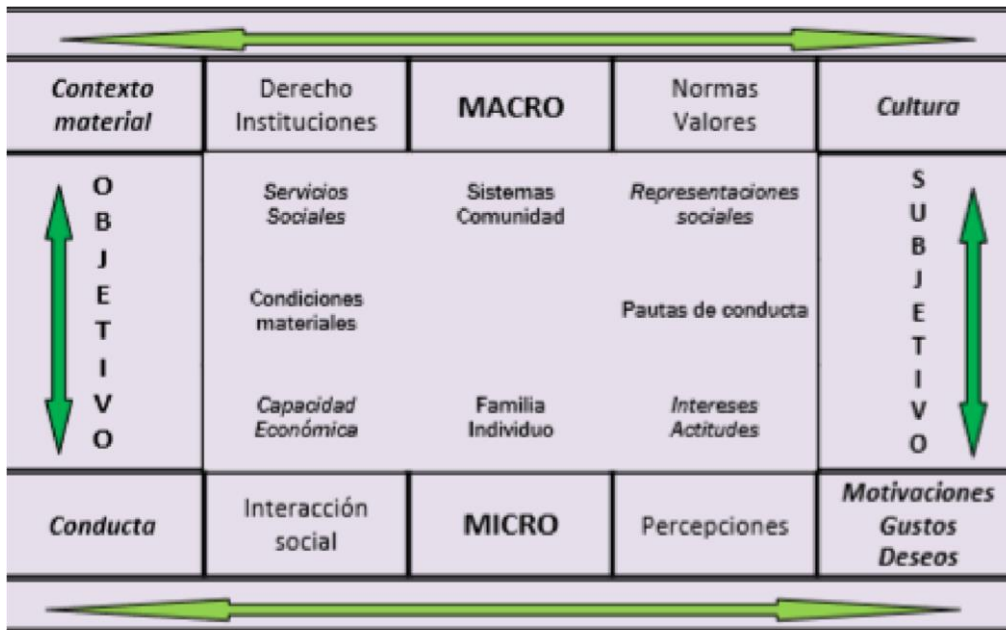 Contexto
material
Derecho
Instituciones
MACRO
Normas
Valores
Cultura
O
B
J
E
T
I
V
O
Servicios
Sociales
Sistemas
Comunidad
Representaciones
sociales
Condiciones
materiales
Pautas de conducta
Capacidad
Económica
Familia
Individuo
Intereses
Actitudes
S
U
B
J
E
T
I
V
O
Conducta
Interacción
social
MICRO
Percepciones
Motivaciones
Gustos
Deseos